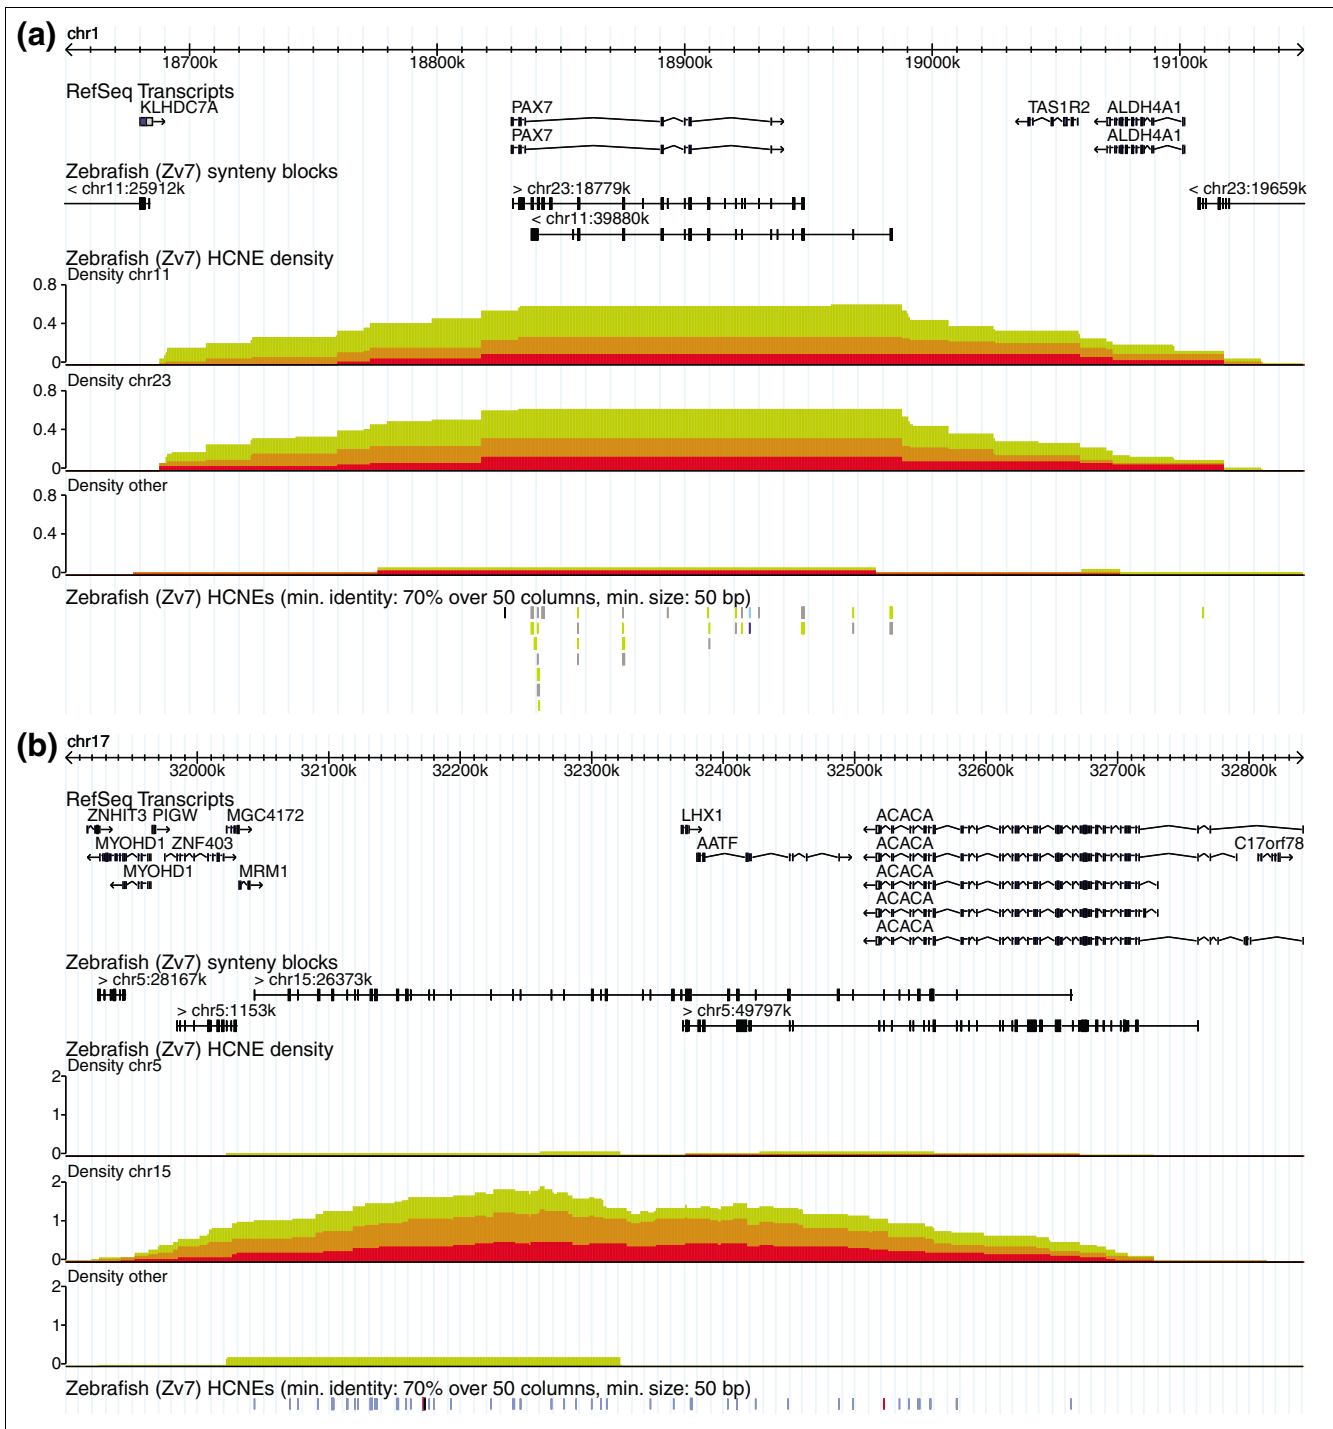 (a)
chr1
18700k 18800k 18900k 19000k 19100k
RefSeq Transcripts
KLHDC7A PAX7 TAS1R2 ALDH4A1
PAX7 ALDH4A1
Zebrafish (Zv7) synteny blocks
< chr11:25912k > chr23:18779k < chr23:19659k
< chr11:39880k
Zebrafish (Zv7) HCNE density
Density chr11
0.8
0.4
0
Density chr23
0.8
0.4
0
Density other
0.8
0.4
0
Zebrafish (Zv7) HCNEs (min. identity: 70% over 50 columns, min. size: 50 bp)
(b)
chr17
32000k 32100k 32200k 32300k 32400k 32500k 32600k 32700k 32800k
RefSeq Transcripts
ZNHIT3 PIGW MGC4172 LHX1 ACACA
MYOHD1 ZNF403 AATF ACACA C17orf78
MYOHD1 MRM1 ACACA
ACACA
ACACA
Zebrafish (Zv7) synteny blocks
> chr5:28167k > chr15:26373k
> chr5:1153k > chr5:49797k
Zebrafish (Zv7) HCNE density
Density chr5
2
1
0
Density chr15
2
1
0
Density other
2
1
0
Zebrafish (Zv7) HCNEs (min. identity: 70% over 50 columns, min. size: 50 bp)